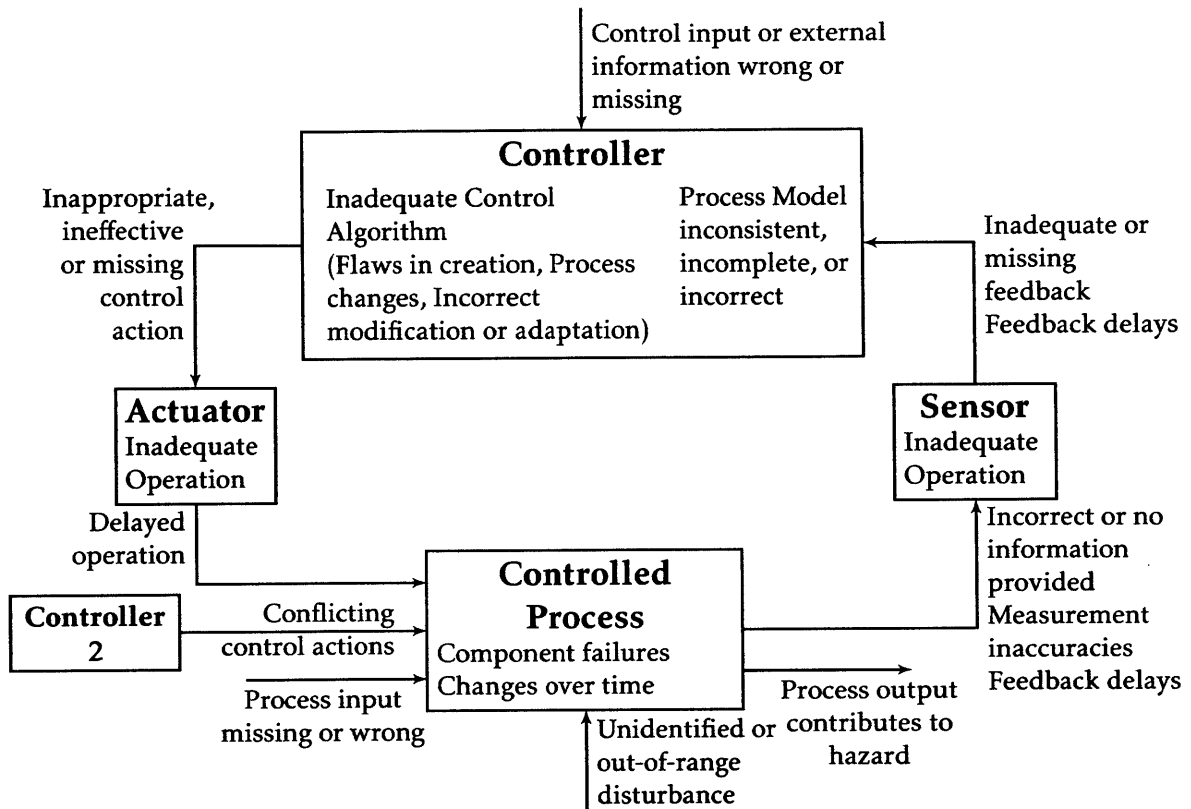 Control input or external
information wrong or
missing
Controller
Inadequate Control
Algorithm
(Flaws in creation, Process
changes, Incorrect
modification or adaptation)
Process Model
inconsistent,
incomplete, or
incorrect
Inappropriate,
ineffective
or missing
control
action
Inadequate or
missing
feedback
Feedback delays
Actuator
Inadequate
Operation
Sensor
Inadequate
Operation
Delayed
operation
Controller
2
Conflicting
control actions
Process input
missing or wrong
Controlled
Process
Component failures
Changes over time
Unidentified or
out-of-range
disturbance
Process output
contributes to
hazard
Incorrect or no
information
provided
Measurement
inaccuracies
Feedback delays